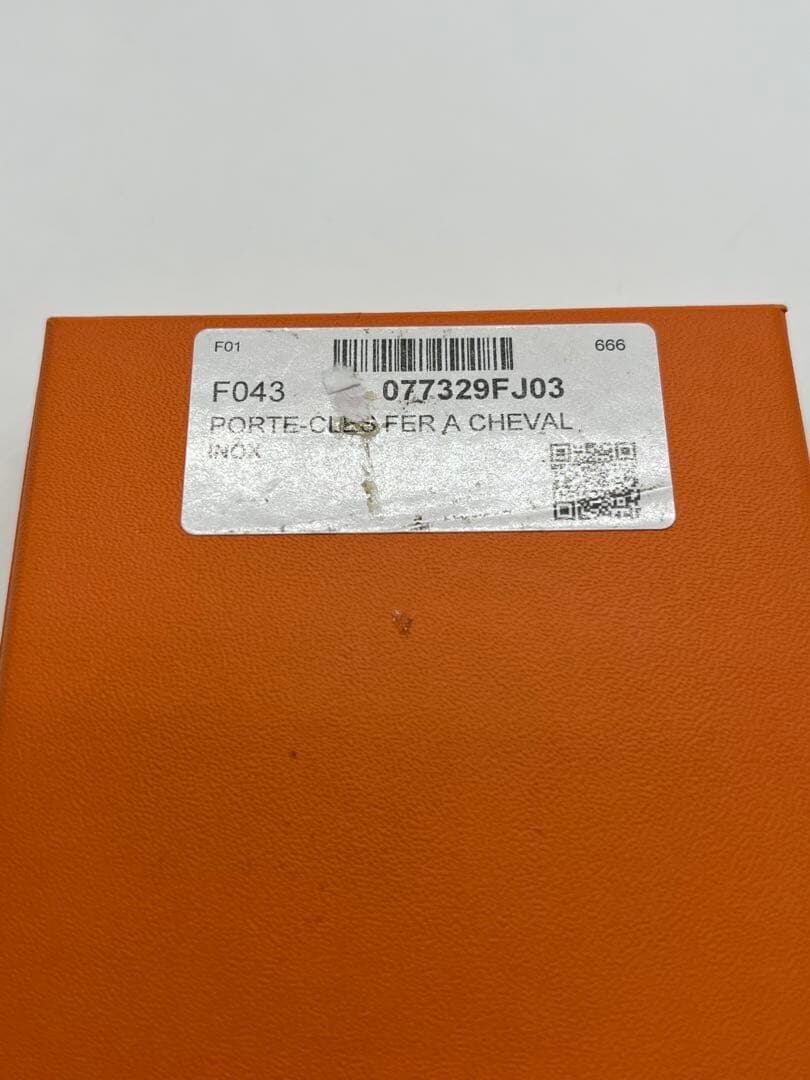 F01 666
F043 077329FJ03
PORTE-CLES FER A CHEVAL
INOX